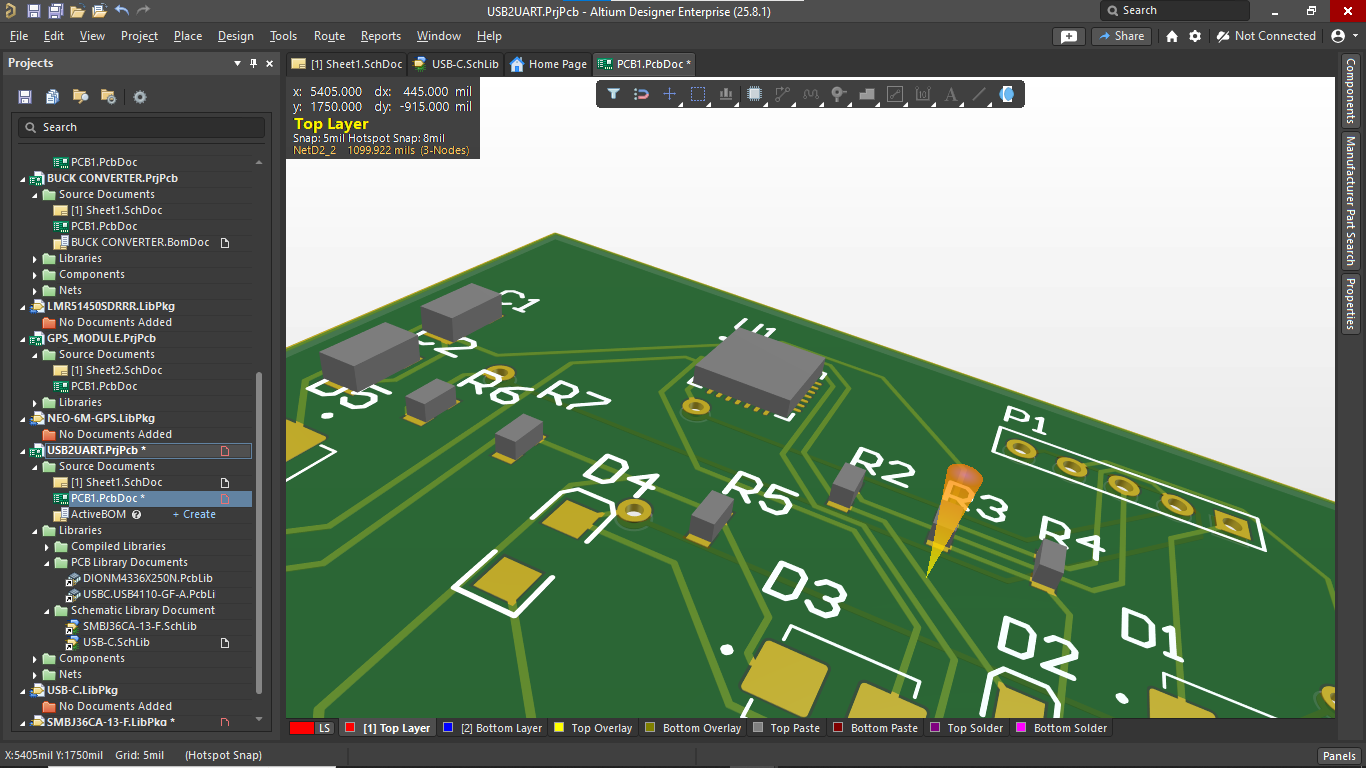 USB2UART.PrjPcb - Altium Designer Enterprise (25.8.1)
Search
File Edit View Project Place Design Tools Route Reports Window Help
Share
Not Connected
Projects
[1] Sheet1.SchDoc
USB-C.SchLib
Home Page
PCB1.PcbDoc *
Search
x: 5405.000 dx: 445.000 mil
y: 1750.000 dy: -915.000 mil
Top Layer
Snap: 5mil Hotspot Snap: 8mil
NetD2_2 1099.922 mils (3-Nodes)
PCB1.PcbDoc
BUCK CONVERTER.PrjPcb
Source Documents
[1] Sheet1.SchDoc
PCB1.PcbDoc
BUCK CONVERTER.BomDoc
Libraries
Components
Nets
LMR51450SDRRR.LibPkg
No Documents Added
GPS_MODULE.PrjPcb
Source Documents
[1] Sheet2.SchDoc
PCB1.PcbDoc
Libraries
NEO-6M-GPS.LibPkg
No Documents Added
USB2UART.PrjPcb *
Source Documents
[1] Sheet1.SchDoc
PCB1.PcbDoc *
ActiveBOM + Create
Libraries
Compiled Libraries
PCB Library Documents
DIONM4336X250N.PcbLib
USBC.USB4110-GF-A.PcbLi
Schematic Library Document
SMBJ36CA-13-F.SchLib
USB-C.SchLib
Components
Nets
USB-C.LibPkg
No Documents Added
SMBJ36CA-13-F.LibPkg *
C1
C2
U1
D5
R6
R7
P1
D4
R5
R2
R3
R4
D3
D2
D1
Components
Manufacturer Part Search
Properties
LS
[1] Top Layer
[2] Bottom Layer
Top Overlay
Bottom Overlay
Top Paste
Bottom Paste
Top Solder
Bottom Solder
X:5405mil Y:1750mil Grid: 5mil (Hotspot Snap)
Panels